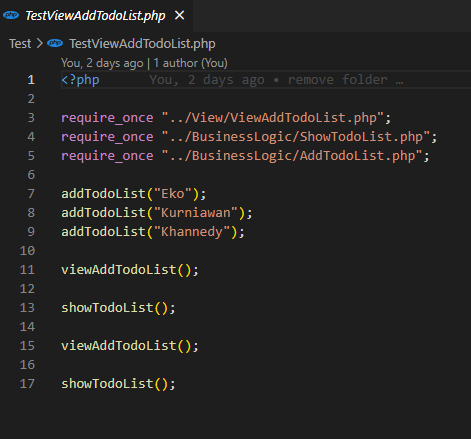 php TestViewAddTodoList.php ×
Test > php TestViewAddTodoList.php
You, 2 days ago | 1 author (You)
1 <?php You, 2 days ago • remove folder …
2
3 require_once "../View/ViewAddTodoList.php";
4 require_once "../BusinessLogic/ShowTodoList.php";
5 require_once "../BusinessLogic/AddTodoList.php";
6
7 addTodoList("Eko");
8 addTodoList("Kurniawan");
9 addTodoList("Khannedy");
10
11 viewAddTodoList();
12
13 showTodoList();
14
15 viewAddTodoList();
16
17 showTodoList();